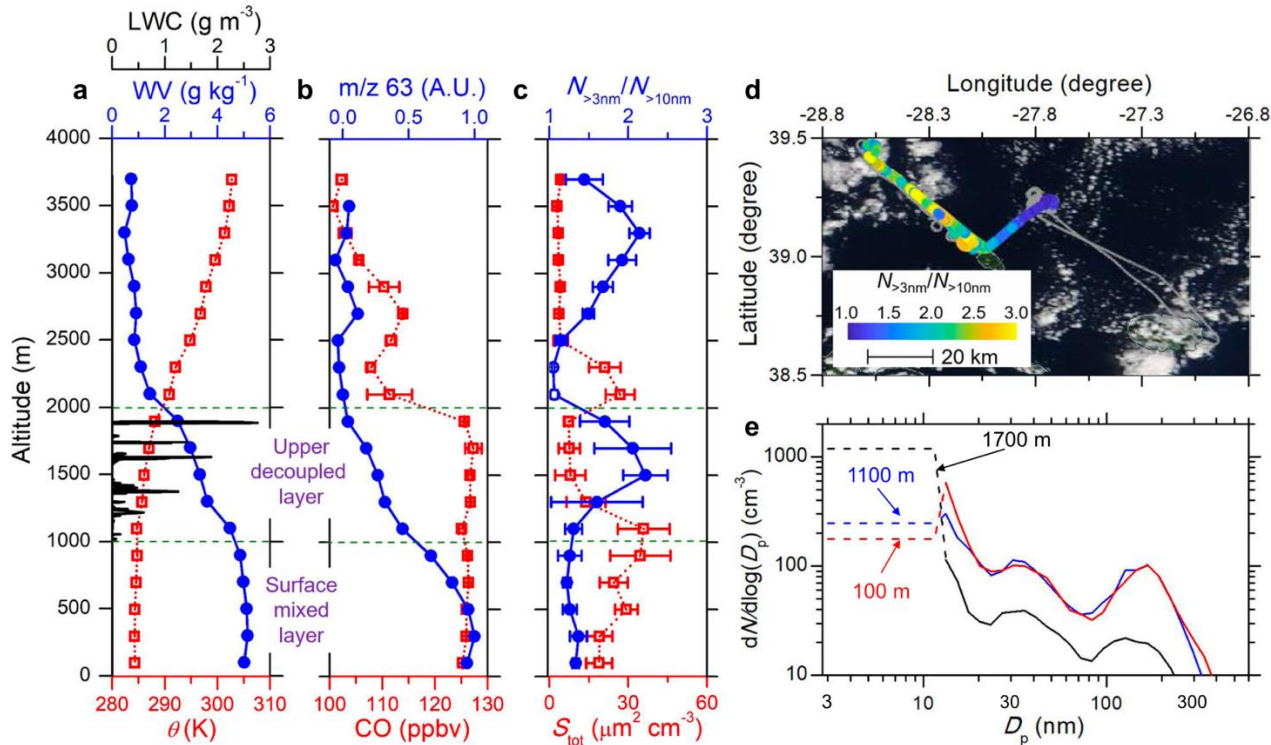 LWC (g m⁻³)
0 1 2 3
a WV (g kg⁻¹)
0 2 4 6
b m/z 63 (A.U.)
0.0 0.5 1.0
c N>3nm/N>10nm
1 2 3
d Longitude (degree)
-28.8 -28.3 -27.8 -27.2 -26.8
Altitude (m)
4000
3500
3000
2500
2000
1500
1000
500
0
Upper
decoupled
layer
Surface
mixed
layer
280 290 300 310
θ (K)
100 110 120 130
CO (ppbv)
0 30 60
Stot (μm² cm⁻³)
Latitude (degree)
39.5
39.0
38.5
N>3nm/N>10nm
1.0 1.5 2.0 2.5 3.0
20 km
e
dN/dlog(Dp) (cm⁻³)
1000
100
10
1700 m
1100 m
100 m
3 10 30 100 300
Dp (nm)